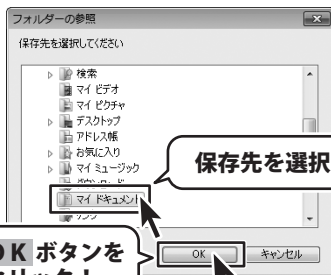 フォルダーの参照
保存先を選択してください
検索
マイ ビデオ
マイ ピクチャ
デスクトップ
アドレス帳
お気に入り
マイ ミュージック
マイ ドキュメント
保存先を選択
OK ボタンを
OK
キャンセル